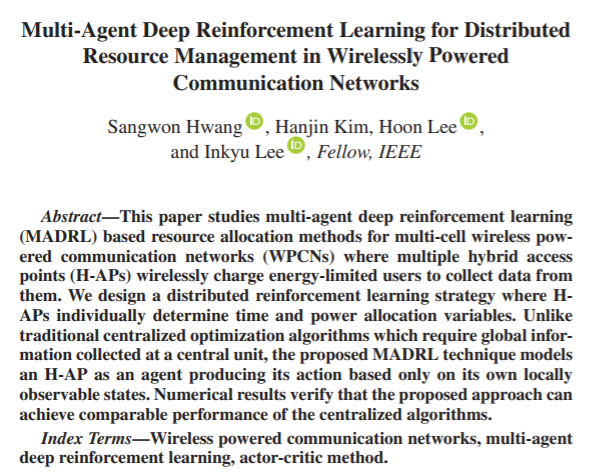 Multi-Agent Deep Reinforcement Learning for Distributed
Resource Management in Wirelessly Powered
Communication Networks
Sangwon Hwang iD, Hanjin Kim, Hoon Lee iD,
and Inkyu Lee iD, Fellow, IEEE
Abstract—This paper studies multi-agent deep reinforcement learning
(MADRL) based resource allocation methods for multi-cell wireless pow-
ered communication networks (WPCNs) where multiple hybrid access
points (H-APs) wirelessly charge energy-limited users to collect data from
them. We design a distributed reinforcement learning strategy where H-
APs individually determine time and power allocation variables. Unlike
traditional centralized optimization algorithms which require global infor-
mation collected at a central unit, the proposed MADRL technique models
an H-AP as an agent producing its action based only on its own locally
observable states. Numerical results verify that the proposed approach can
achieve comparable performance of the centralized algorithms.
Index Terms—Wireless powered communication networks, multi-agent
deep reinforcement learning, actor-critic method.